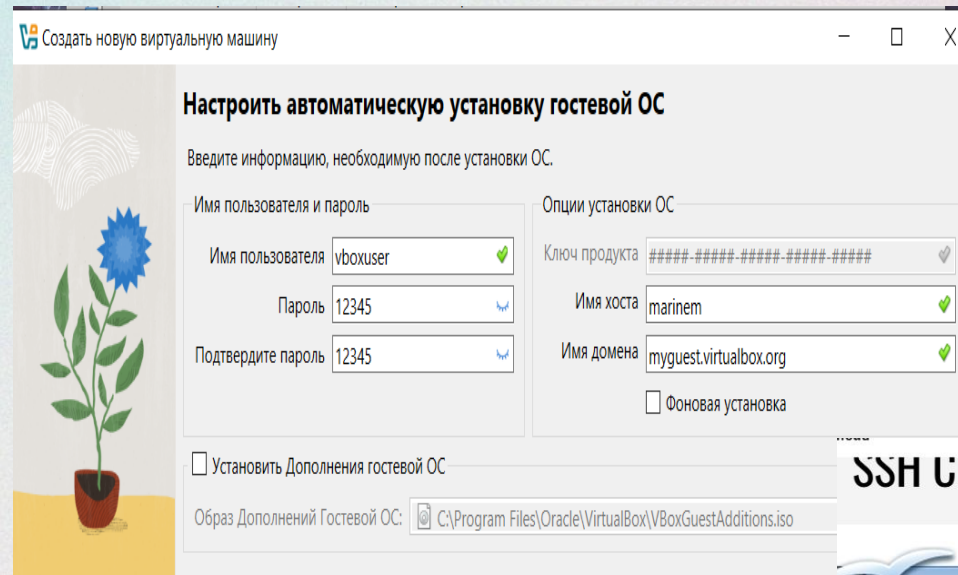 Создать новую виртуальную машину
Настроить автоматическую установку гостевой ОС
Введите информацию, необходимую после установки ОС.
Имя пользователя и пароль
Имя пользователя vboxuser
Пароль 12345
Подтвердите пароль 12345
Опции установки ОС
Ключ продукта #####-#####-#####-#####-#####
Имя хоста marinem
Имя домена myguest.virtualbox.org
Фоновая установка
Установить Дополнения гостевой ОС
Образ Дополнений Гостевой ОС: C:\Program Files\Oracle\VirtualBox\VBoxGuestAdditions.iso
SSH